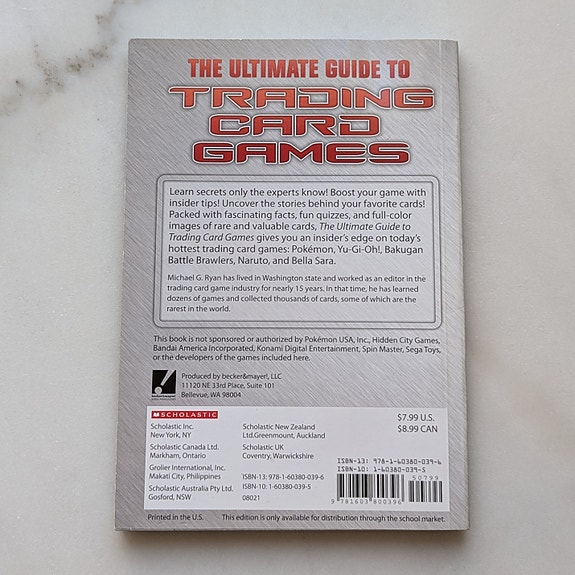 THE ULTIMATE GUIDE TO
TRADING
CARD
GAMES
Learn secrets only the experts know! Boost your game with
insider tips! Uncover the stories behind your favorite cards!
Packed with fascinating facts, fun quizzes, and full-color
images of rare and valuable cards, The Ultimate Guide to
Trading Card Games gives you an insider's edge on today's
hottest trading card games: Pokémon, Yu-Gi-Oh!, Bakugan
Battle Brawlers, Naruto, and Bella Sara.
Michael G. Ryan has lived in Washington state and worked as an editor in the
trading card game industry for nearly 15 years. In that time, he has learned
dozens of games and collected thousands of cards, some of which are the
rarest in the world.
This book is not sponsored or authorized by Pokémon USA, Inc., Hidden City Games,
Bandai America Incorporated, Konami Digital Entertainment, Spin Master, Sega Toys,
or the developers of the games included here.
Produced by becker&mayer!, LLC
11120 NE 33rd Place, Suite 101
Bellevue, WA 98004
becker&mayer!
SCHOLASTIC
Scholastic Inc.
New York, NY
Scholastic Canada Ltd.
Markham, Ontario
Grolier International, Inc.
Makati City, Philippines
Scholastic Australia Pty Ltd.
Gosford, NSW
Scholastic New Zealand
Ltd.Greenmount, Auckland
Scholastic UK
Coventry, Warwickshire
ISBN-13: 978-1-60380-039-6
ISBN-10: 1-60380-039-5
08021
$7.99 U.S.
$8.99 CAN
ISBN-13: 978-1-60380-039-6
ISBN-10: 1-60380-039-5
50799
9 781603 800396
Printed in the U.S.
This edition is only available for distribution through the school market.